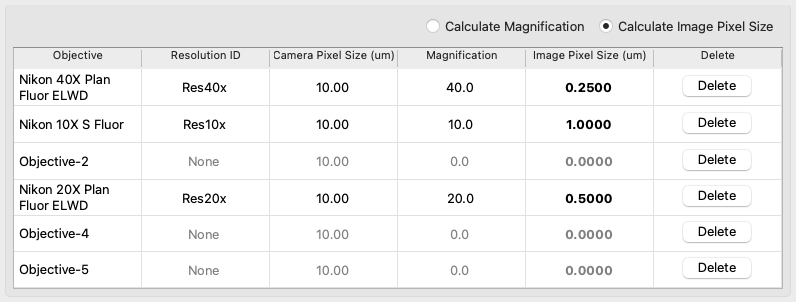 Calculate Magnification Calculate Image Pixel Size
Objective Resolution ID Camera Pixel Size (um) Magnification Image Pixel Size (um) Delete
Nikon 40X Plan
Fluor ELWD Res40x 10.00 40.0 0.2500 Delete
Nikon 10X S Fluor Res10x 10.00 10.0 1.0000 Delete
Objective-2 None 10.00 0.0 0.0000 Delete
Nikon 20X Plan
Fluor ELWD Res20x 10.00 20.0 0.5000 Delete
Objective-4 None 10.00 0.0 0.0000 Delete
Objective-5 None 10.00 0.0 0.0000 Delete